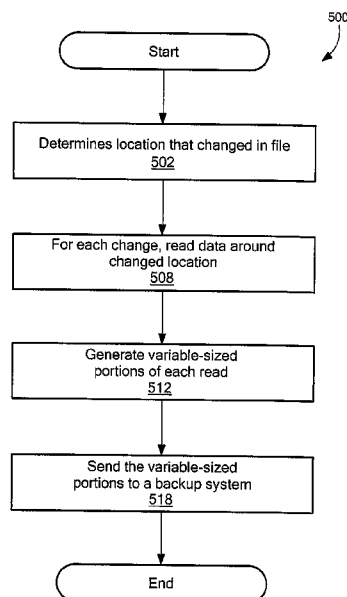 500
Start
Determines location that changed in file
502
For each change, read data around
changed location
508
Generate variable-sized
portions of each read
512
Send the variable-sized
portions to a backup system
518
End